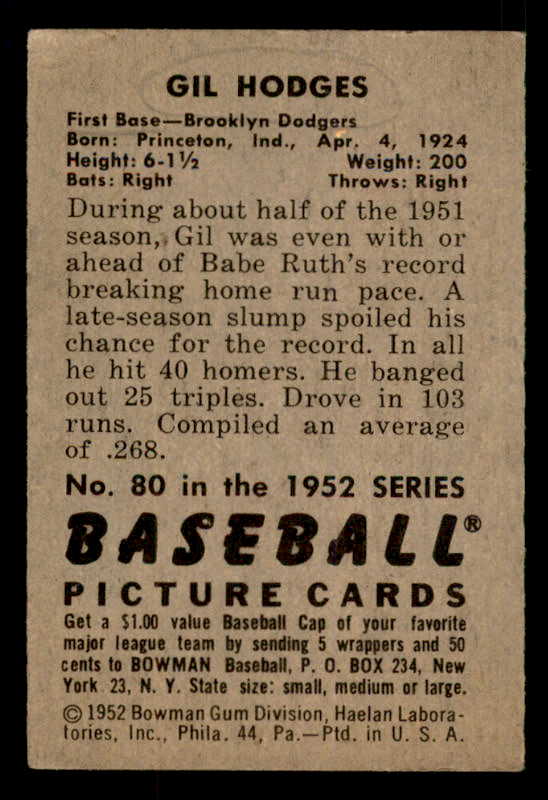 GIL HODGES
First Base—Brooklyn Dodgers
Born: Princeton, Ind., Apr. 4, 1924
Height: 6-1½ Weight: 200
Bats: Right Throws: Right
During about half of the 1951
season, Gil was even with or
ahead of Babe Ruth's record
breaking home run pace. A
late-season slump spoiled his
chance for the record. In all
he hit 40 homers. He banged
out 25 triples. Drove in 103
runs. Compiled an average
of .268.
No. 80 in the 1952 SERIES
BASEBALL®
PICTURE CARDS
Get a $1.00 value Baseball Cap of your favorite
major league team by sending 5 wrappers and 50
cents to BOWMAN Baseball, P. O. BOX 234, New
York 23, N. Y. State size: small, medium or large.
© 1952 Bowman Gum Division, Haelan Labora-
tories, Inc., Phila. 44, Pa.—Ptd. in U. S. A.